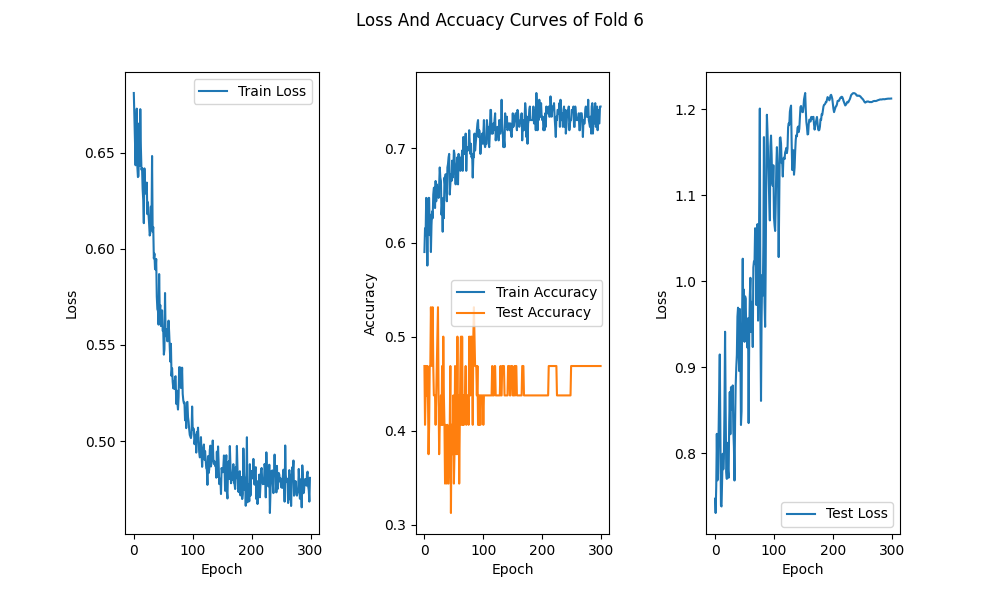 Loss And Accuacy Curves of Fold 6
Train Loss
0.65
0.60
0.55
0.50
Loss
0 100 200 300
Epoch
0.7
0.6
0.5
0.4
0.3
Accuracy
Train Accuracy
Test Accuracy
0 100 200 300
Epoch
1.2
1.1
1.0
0.9
0.8
Loss
Test Loss
0 100 200 300
Epoch